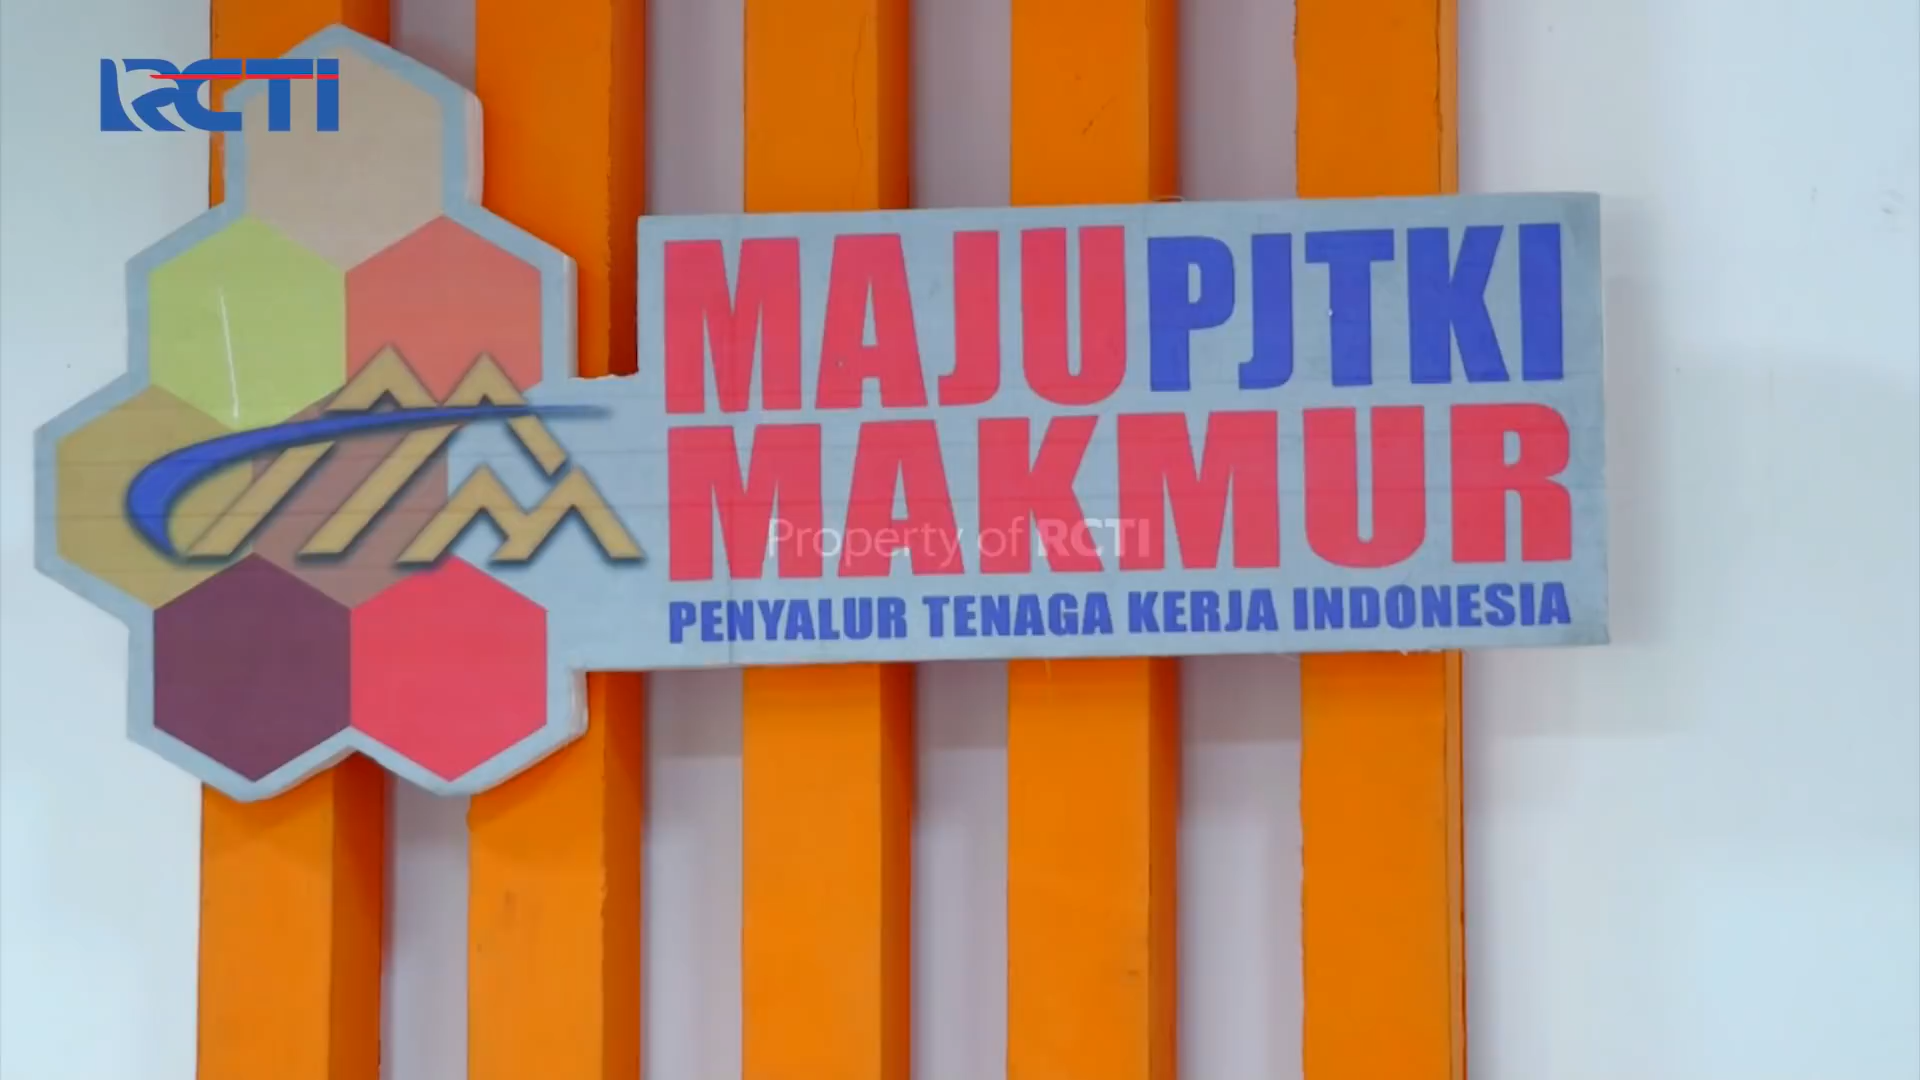 RCTI
MAJU PJTKI
MAKMUR
Property of RCTI
PENYALUR TENAGA KERJA INDONESIA